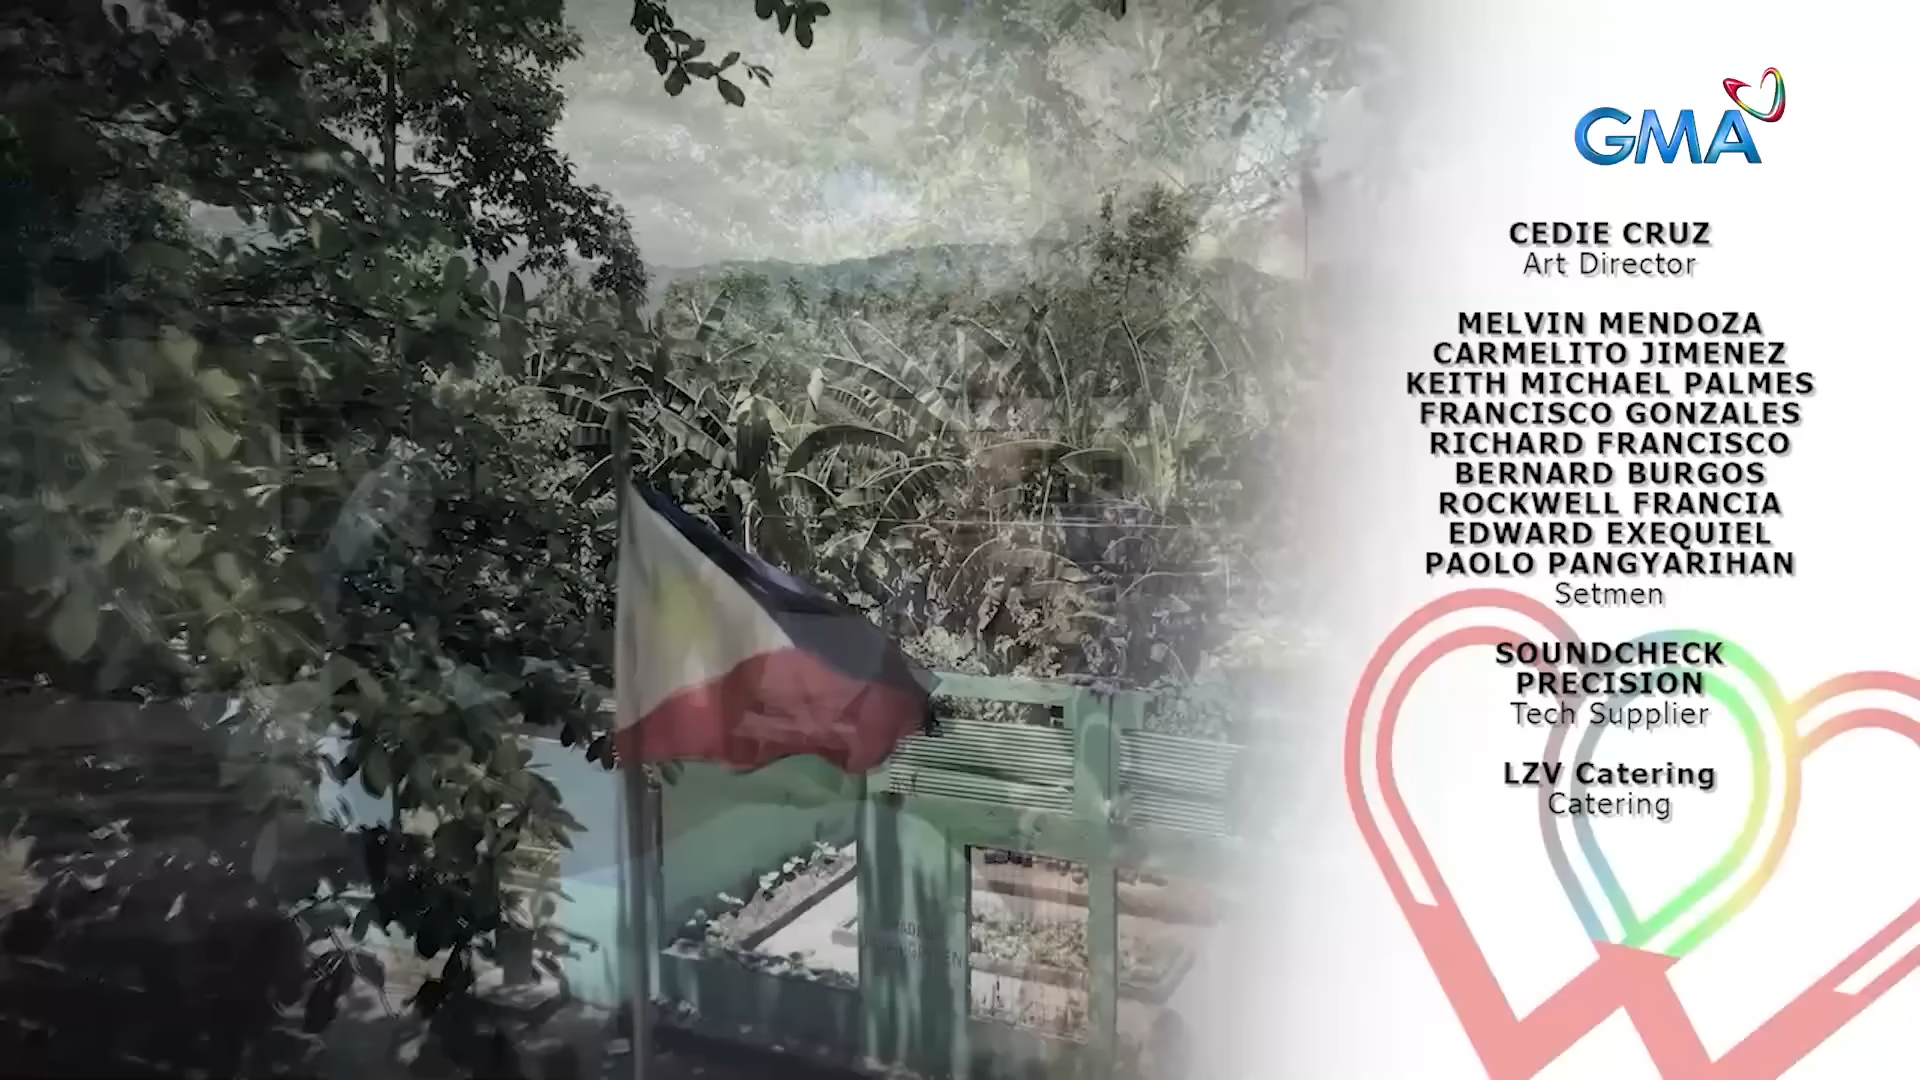 GMA
CEDIE CRUZ
Art Director
MELVIN MENDOZA
CARMELITO JIMENEZ
KEITH MICHAEL PALMES
FRANCISCO GONZALES
RICHARD FRANCISCO
BERNARD BURGOS
ROCKWELL FRANCIA
EDWARD EXEQUIEL
PAOLO PANGYARIHAN
Setmen
SOUNDCHECK
PRECISION
Tech Supplier
LZV Catering
Catering